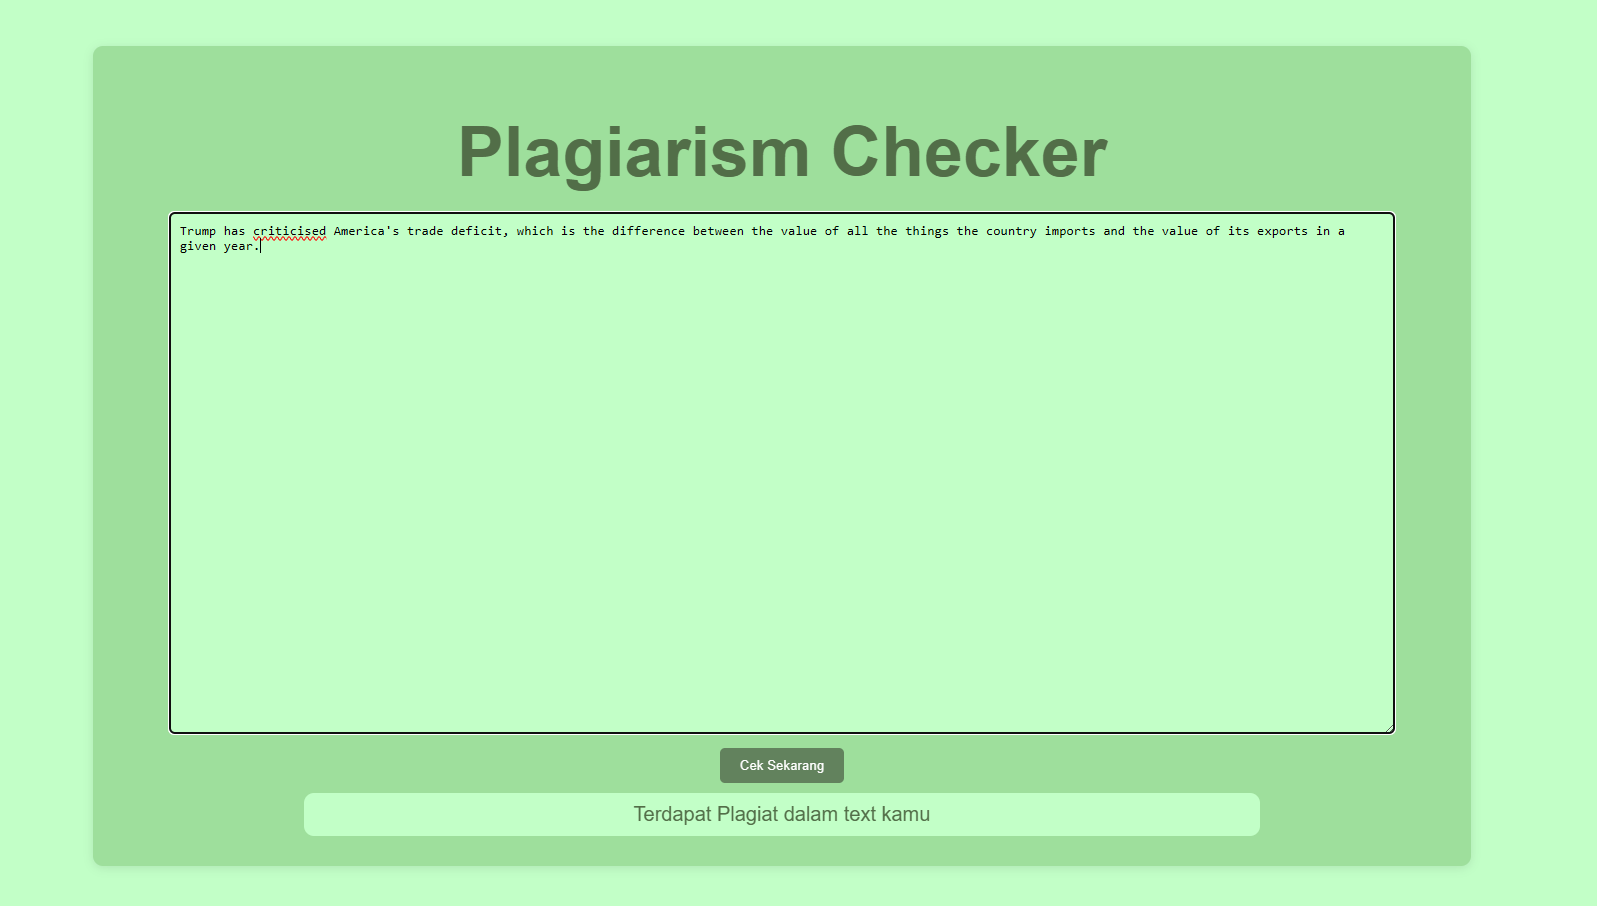 Plagiarism Checker
Trump has criticised America's trade deficit, which is the difference between the value of all the things the country imports and the value of its exports in a
given year.
Cek Sekarang
Terdapat Plagiat dalam text kamu